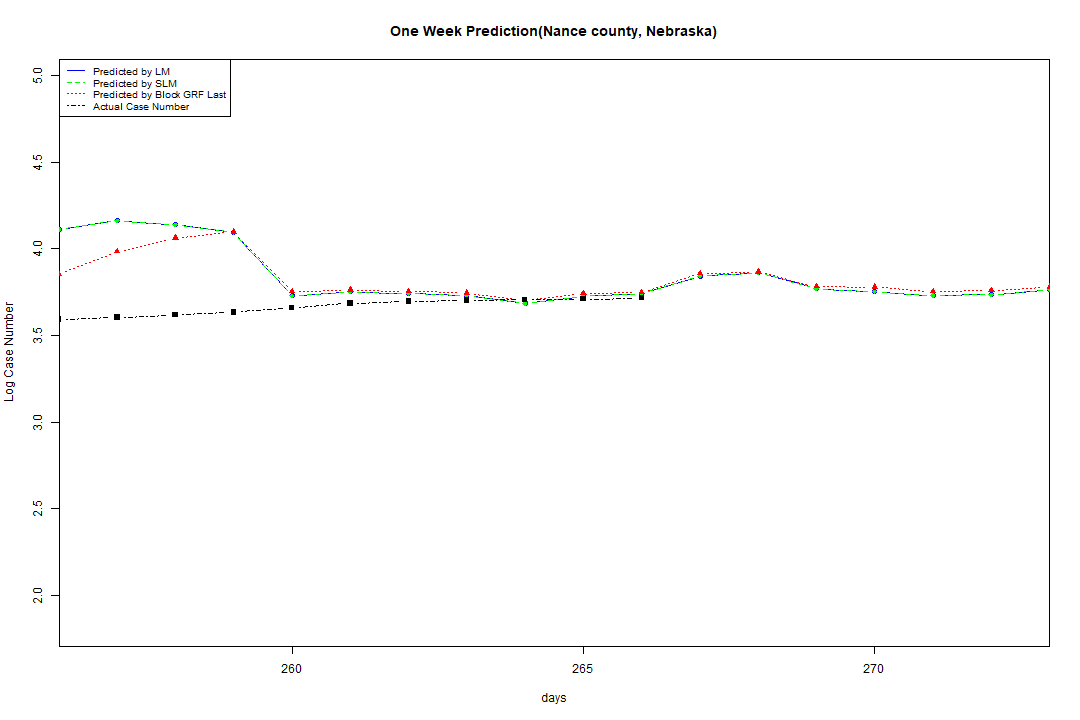 One Week Prediction(Nance county, Nebraska)
Predicted by LM
Predicted by SLM
Predicted by Block GRF Last
Actual Case Number
5.0
4.5
4.0
3.5
3.0
2.5
2.0
Log Case Number
260 265 270
days